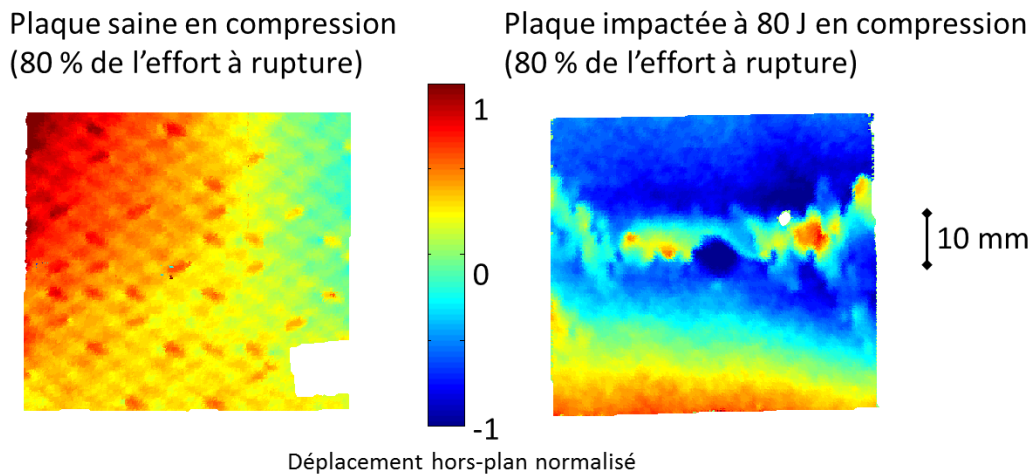 Plaque saine en compression
(80 % de l’effort à rupture)
Plaque impactée à 80 J en compression
(80 % de l’effort à rupture)
1
0
-1
10 mm
Déplacement hors-plan normalisé